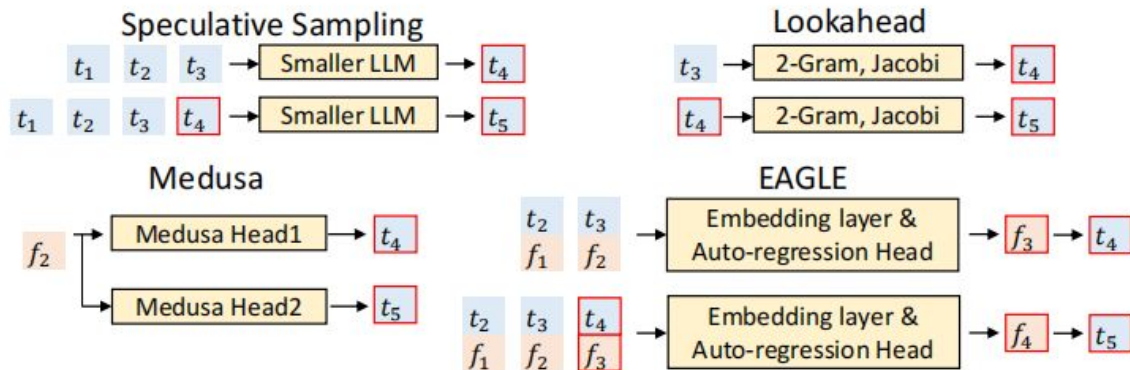 Speculative Sampling
t₁ t₂ t₃ → Smaller LLM → t₄
t₁ t₂ t₃ t₄ → Smaller LLM → t₅
Lookahead
t₃ → 2-Gram, Jacobi → t₄
t₄ → 2-Gram, Jacobi → t₅
Medusa
f₂
Medusa Head1 → t₄
Medusa Head2 → t₅
EAGLE
t₂ t₃
f₁ f₂
Embedding layer &
Auto-regression Head
→ f₃ → t₄
t₂ t₃ t₄
f₁ f₂ f₃
Embedding layer &
Auto-regression Head
→ f₄ → t₅